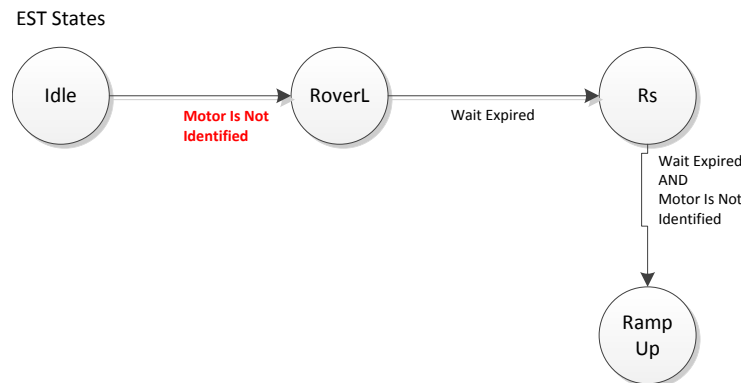 EST States
Idle
RoverL
Rs
Motor Is Not
Identified
Wait Expired
Wait Expired
AND
Motor Is Not
Identified
Ramp
Up